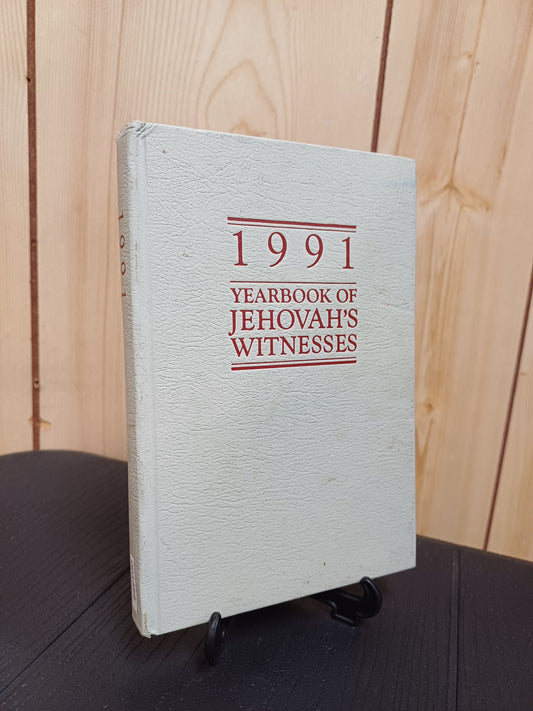 1991
YEARBOOK OF
JEHOVAH'S
WITNESSES
1991